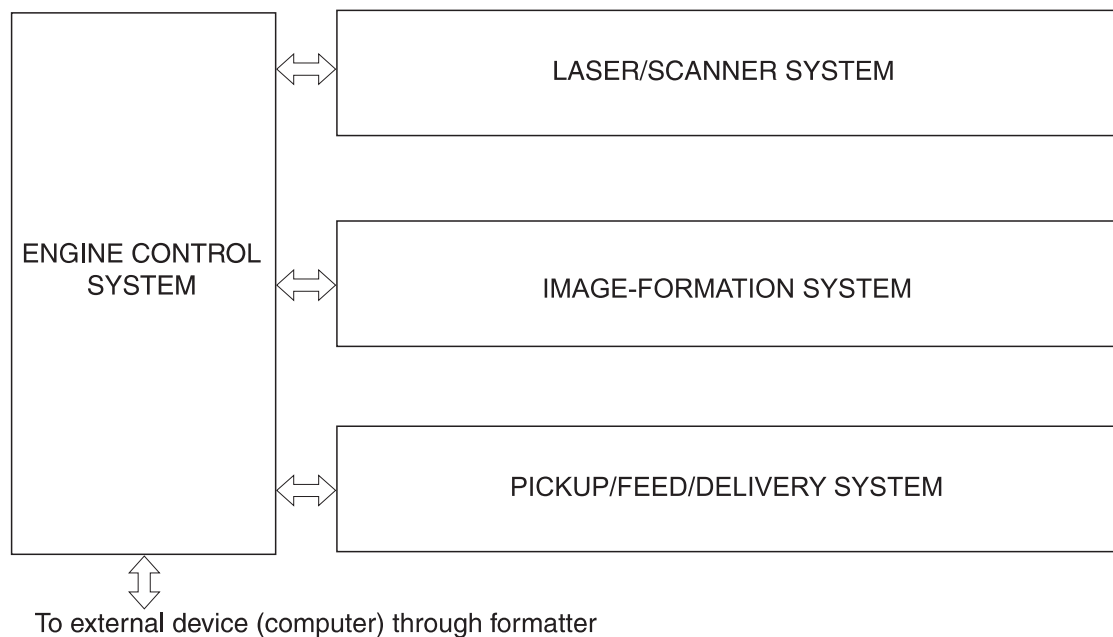 LASER/SCANNER SYSTEM
ENGINE CONTROL
SYSTEM
IMAGE-FORMATION SYSTEM
PICKUP/FEED/DELIVERY SYSTEM
To external device (computer) through formatter